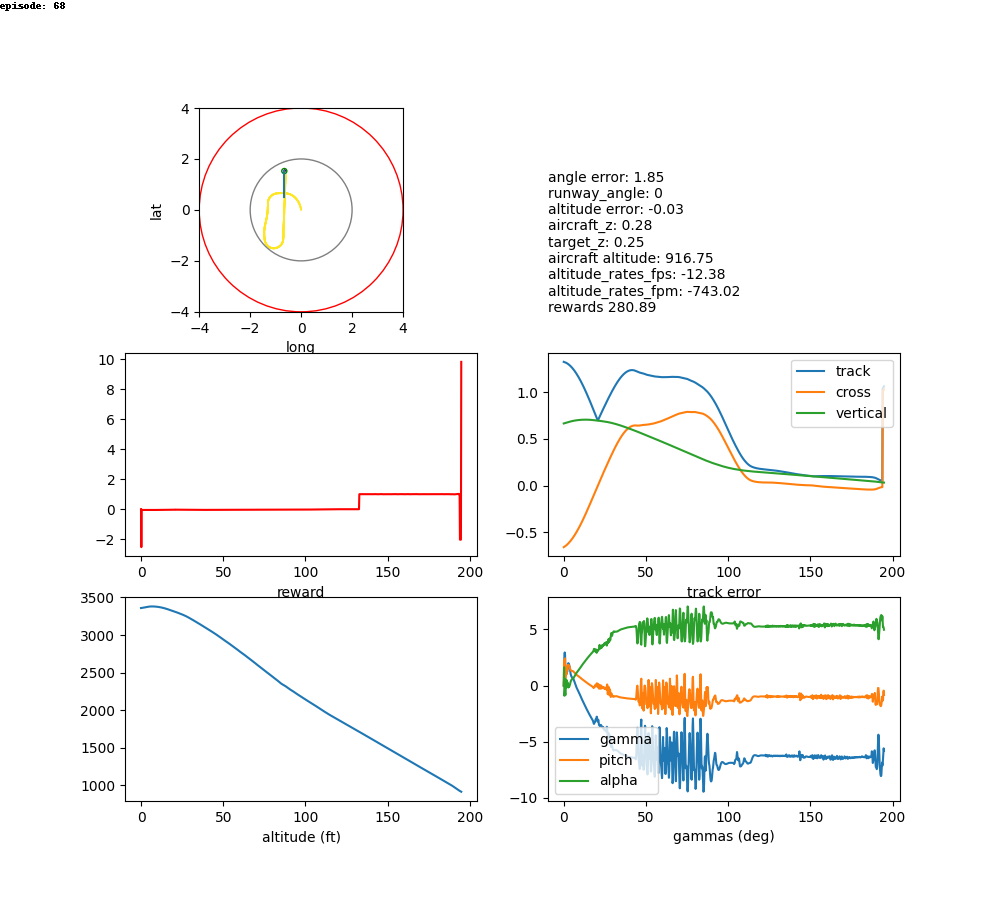 episode: 68
4
2
0
−2
−4
lat
−4 −2 0 2 4
long
angle error: 1.85
runway_angle: 0
altitude error: -0.03
aircraft_z: 0.28
target_z: 0.25
aircraft altitude: 916.75
altitude_rates_fps: -12.38
altitude_rates_fpm: -743.02
rewards 280.89
10
8
6
4
2
0
−2
0 50 100 150 200
reward
1.0
0.5
0.0
−0.5
track
cross
vertical
0 50 100 150 200
track error
3500
3000
2500
2000
1500
1000
0 50 100 150 200
altitude (ft)
5
0
−5
−10
gamma
pitch
alpha
0 50 100 150 200
gammas (deg)